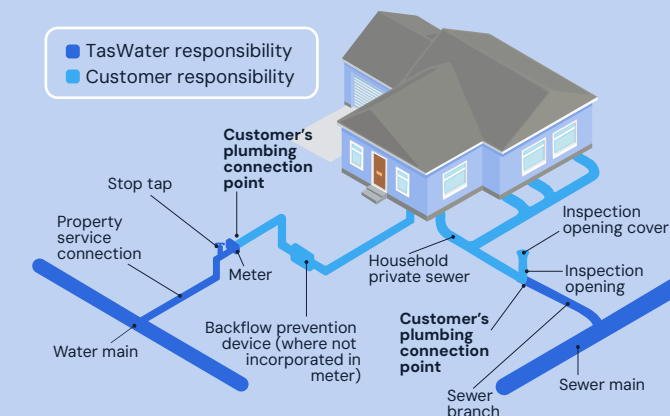 TasWater responsibility
Customer responsibility
Customer's
plumbing
connection
point
Stop tap
Property
service
connection
Meter
Water main
Backflow prevention
device (where not
incorporated in
meter)
Household
private sewer
Inspection
opening cover
Inspection
opening
Customer's
plumbing
connection
point
Sewer
branch
Sewer main